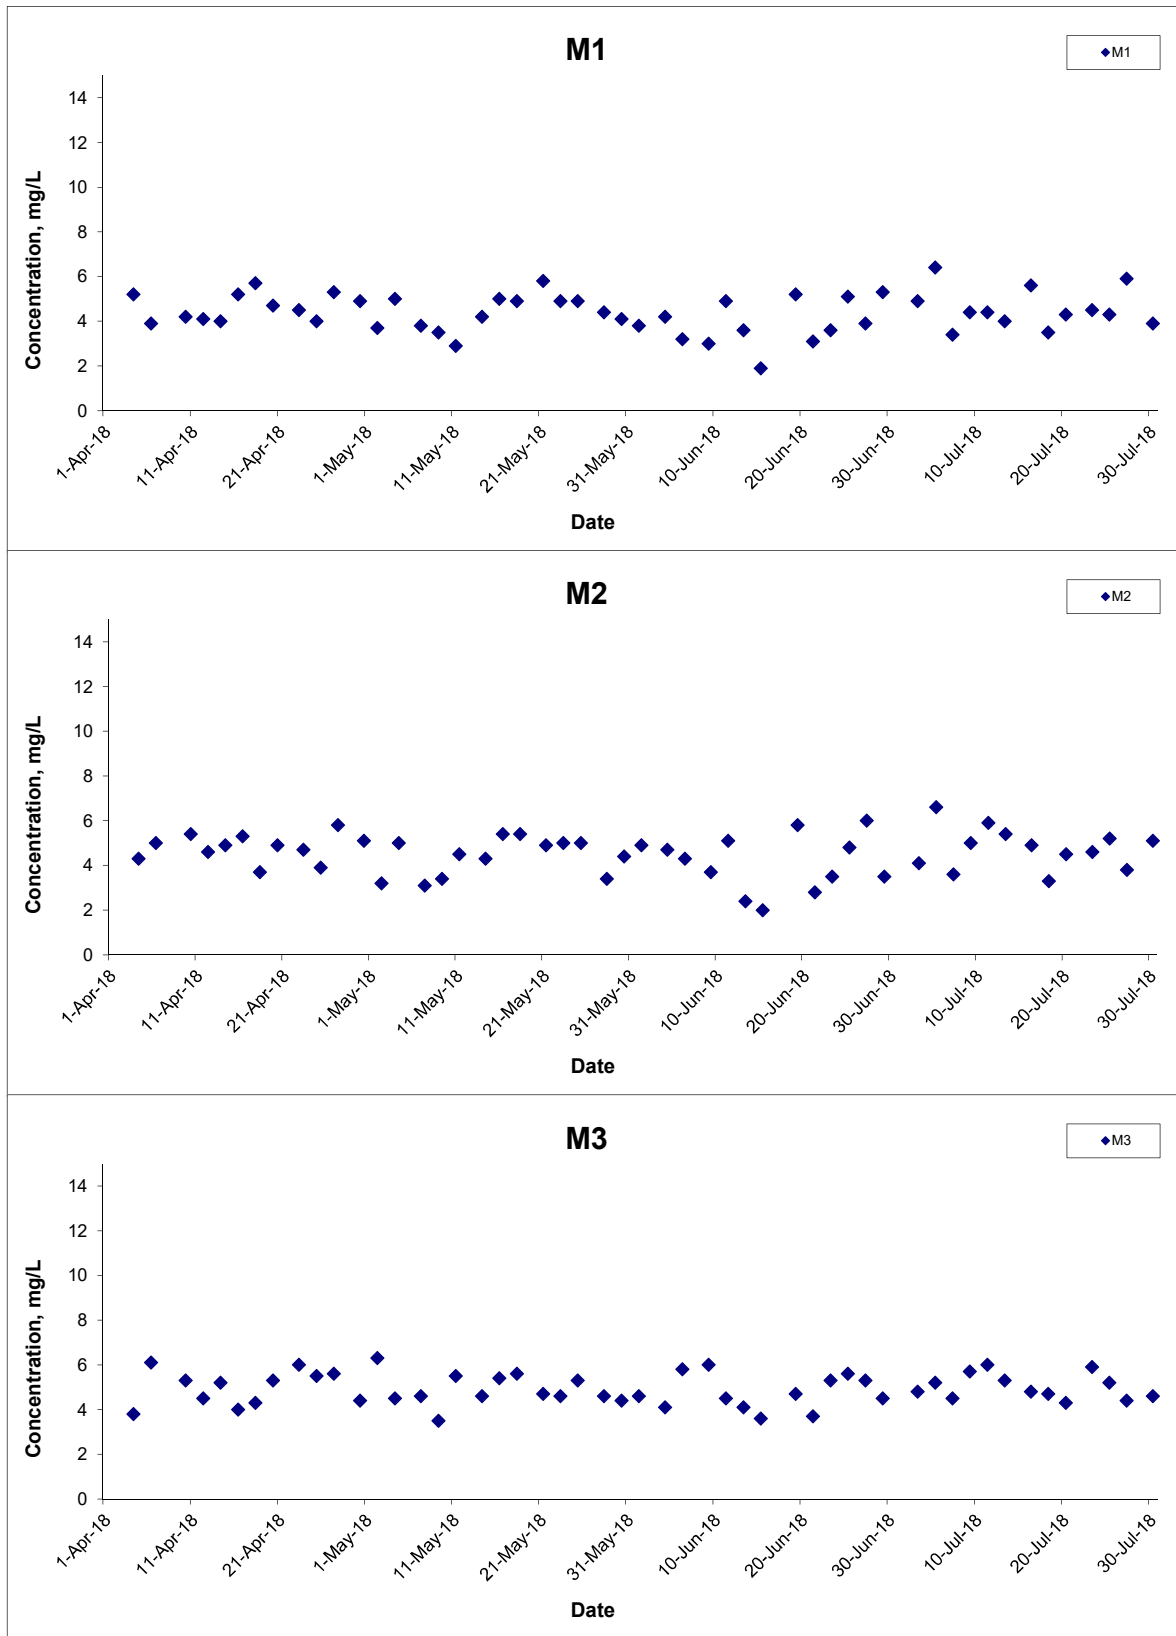 M1
M1
Concentration, mg/L
14
12
10
8
6
4
2
0
1-Apr-18
11-Apr-18
21-Apr-18
1-May-18
11-May-18
21-May-18
31-May-18
10-Jun-18
20-Jun-18
30-Jun-18
10-Jul-18
20-Jul-18
30-Jul-18
Date
M2
M2
Concentration, mg/L
14
12
10
8
6
4
2
0
1-Apr-18
11-Apr-18
21-Apr-18
1-May-18
11-May-18
21-May-18
31-May-18
10-Jun-18
20-Jun-18
30-Jun-18
10-Jul-18
20-Jul-18
30-Jul-18
Date
M3
M3
Concentration, mg/L
14
12
10
8
6
4
2
0
1-Apr-18
11-Apr-18
21-Apr-18
1-May-18
11-May-18
21-May-18
31-May-18
10-Jun-18
20-Jun-18
30-Jun-18
10-Jul-18
20-Jul-18
30-Jul-18
Date